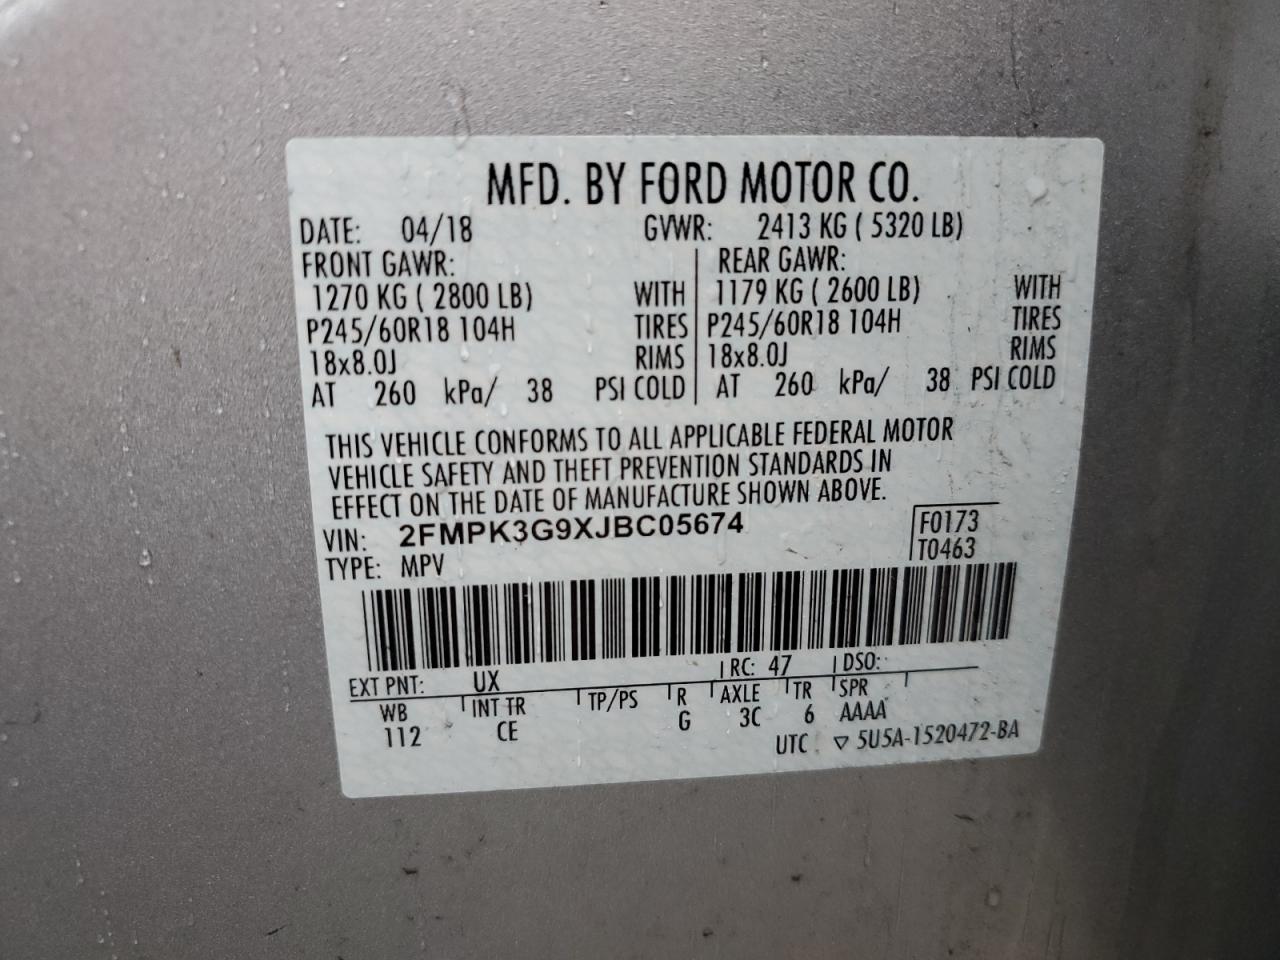 MFD. BY FORD MOTOR CO.
DATE: 04/18 GVWR: 2413 KG ( 5320 LB)
FRONT GAWR: REAR GAWR:
1270 KG ( 2800 LB) WITH 1179 KG ( 2600 LB) WITH
P245/60R18 104H TIRES P245/60R18 104H TIRES
18x8.0J RIMS 18x8.0J RIMS
AT 260 kPa/ 38 PSI COLD AT 260 kPa/ 38 PSI COLD
THIS VEHICLE CONFORMS TO ALL APPLICABLE FEDERAL MOTOR
VEHICLE SAFETY AND THEFT PREVENTION STANDARDS IN
EFFECT ON THE DATE OF MANUFACTURE SHOWN ABOVE.
VIN: 2FMPK3G9XJBC05674 F0173
TYPE: MPV T0463
EXT PNT: UX RC: 47 DSO:
WB INT TR TP/PS R AXLE TR SPR
112 CE G 3C 6 AAAA
UTC ▽ 5U5A-1520472-BA